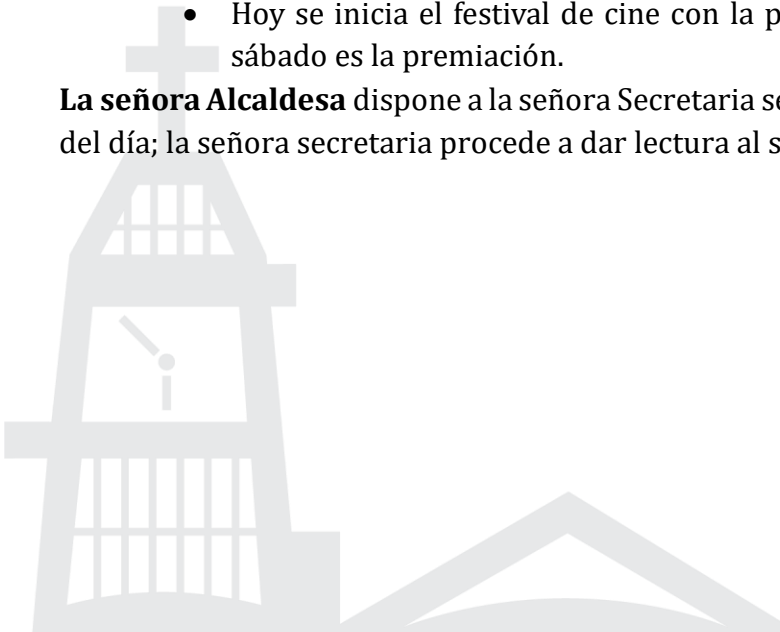 • Hoy se inicia el festival de cine con la
sábado es la premiación.
La señora Alcaldesa dispone a la señora Secretaria
del día; la señora secretaria procede a dar lectura al